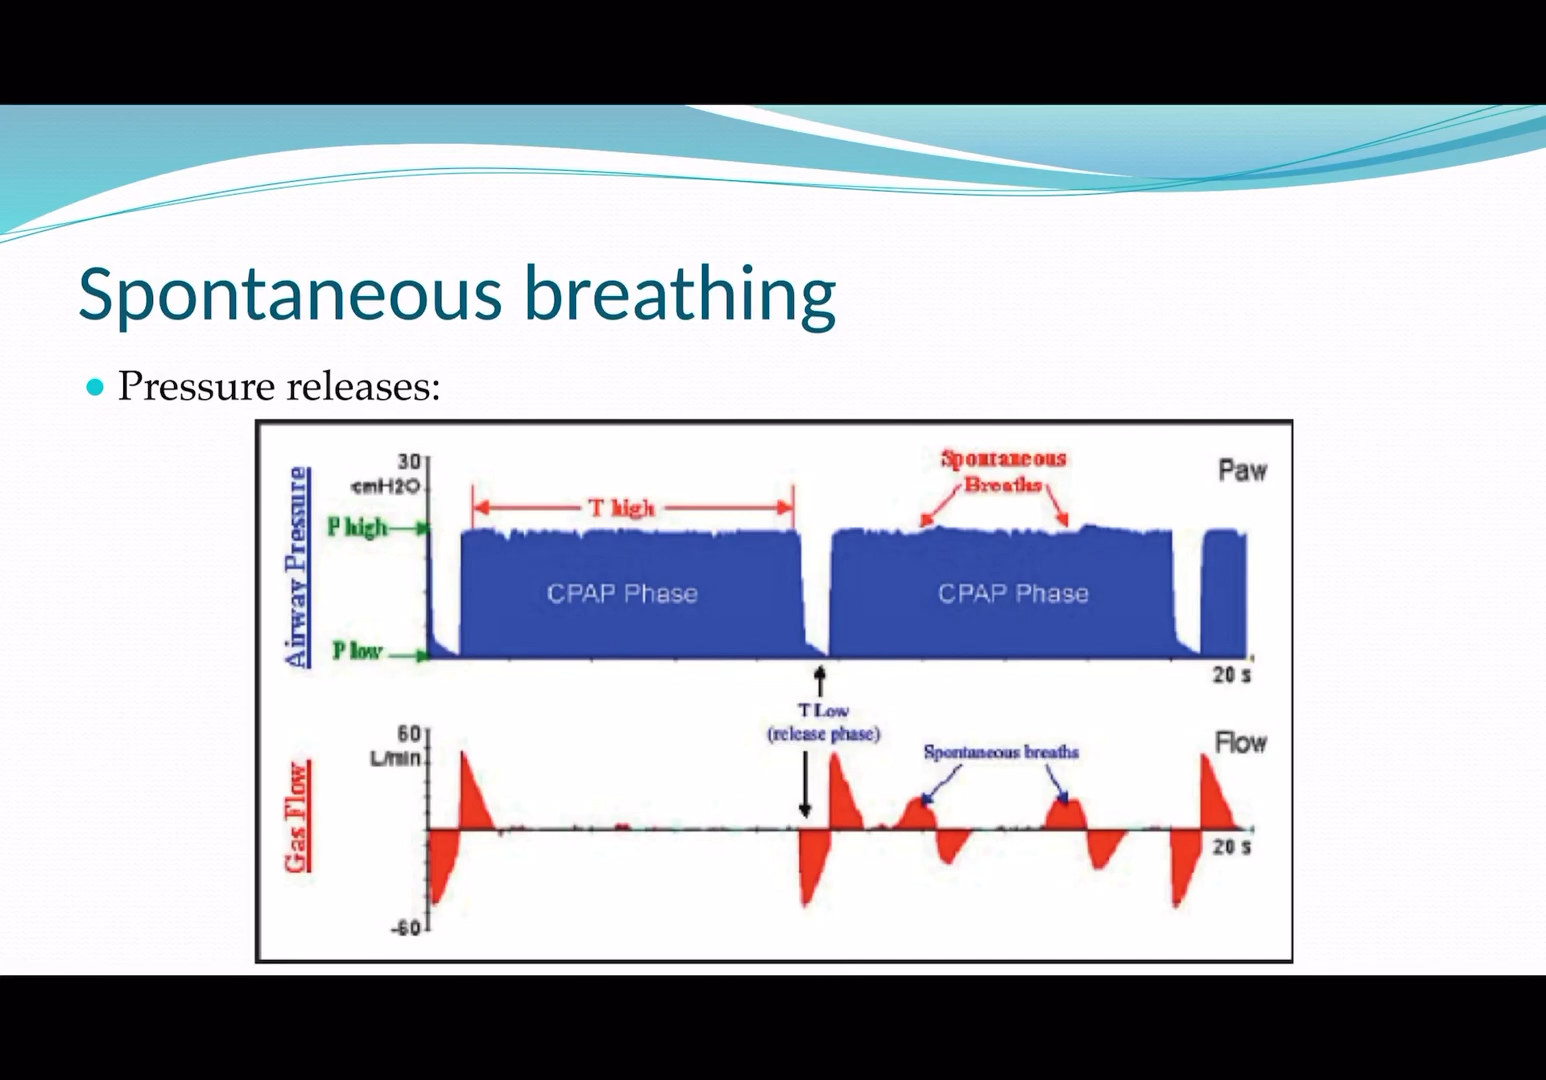 Spontaneous breathing
Pressure releases:
Airway Pressure
30
cmH2O
P high
P low
T high
CPAP Phase
Spontaneous
Breaths
CPAP Phase
Paw
20 s
T Low
(release phase)
Gas Flow
60
L/min
-60
Spontaneous breaths
Flow
20 s